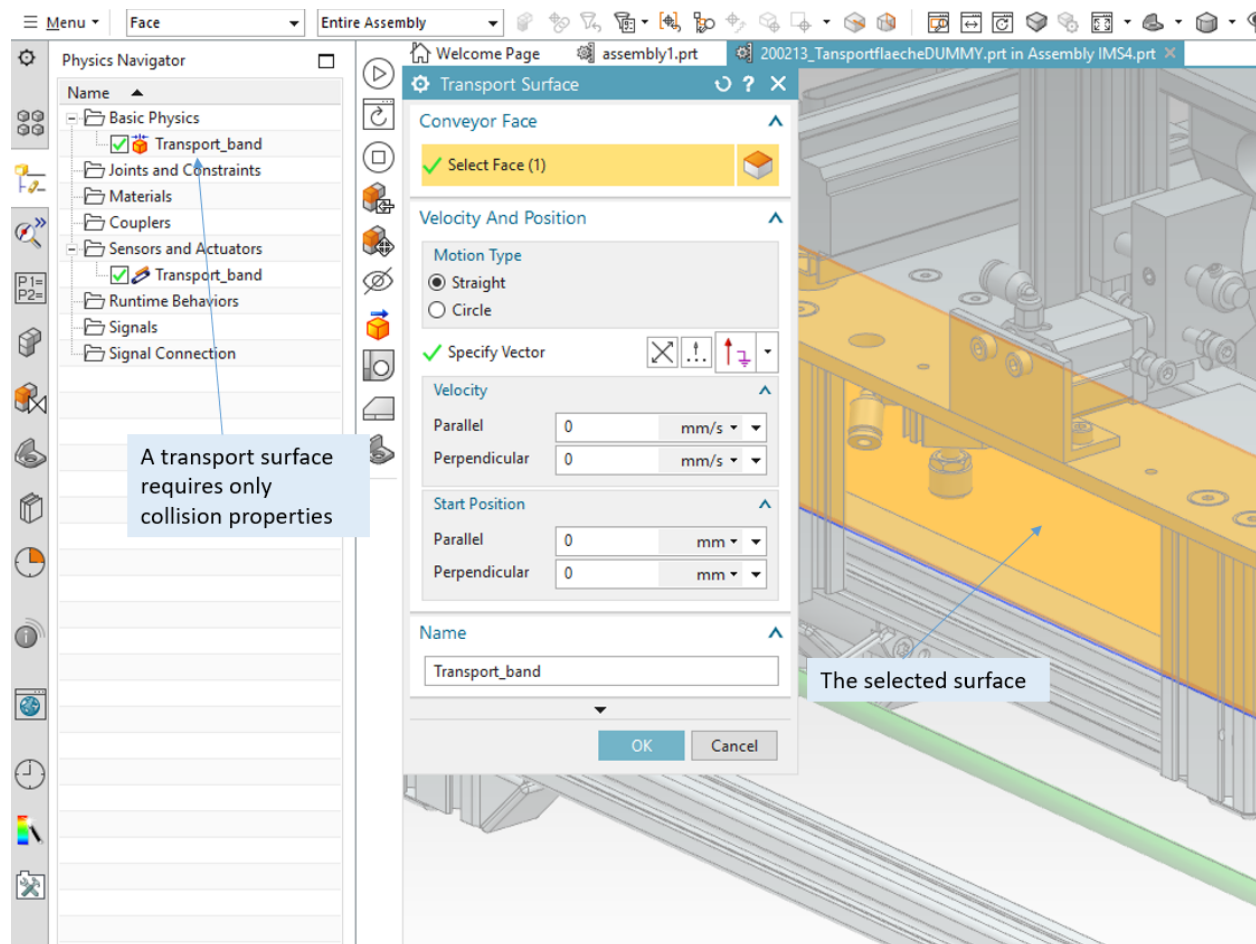 Menu
Face
Entire Assembly
Physics Navigator
Welcome Page
assembly1.prt
200213_TansportflaecheDUMMY.prt in Assembly IMS4.prt
Name
Basic Physics
Transport_band
Joints and Constraints
Materials
Couplers
Sensors and Actuators
Transport_band
Runtime Behaviors
Signals
Signal Connection
P1=
P2=
A transport surface
requires only
collision properties
Transport Surface
Conveyor Face
Select Face (1)
Velocity And Position
Motion Type
Straight
Circle
Specify Vector
Velocity
Parallel 0 mm/s
Perpendicular 0 mm/s
Start Position
Parallel 0 mm
Perpendicular 0 mm
Name
Transport_band
OK Cancel
The selected surface